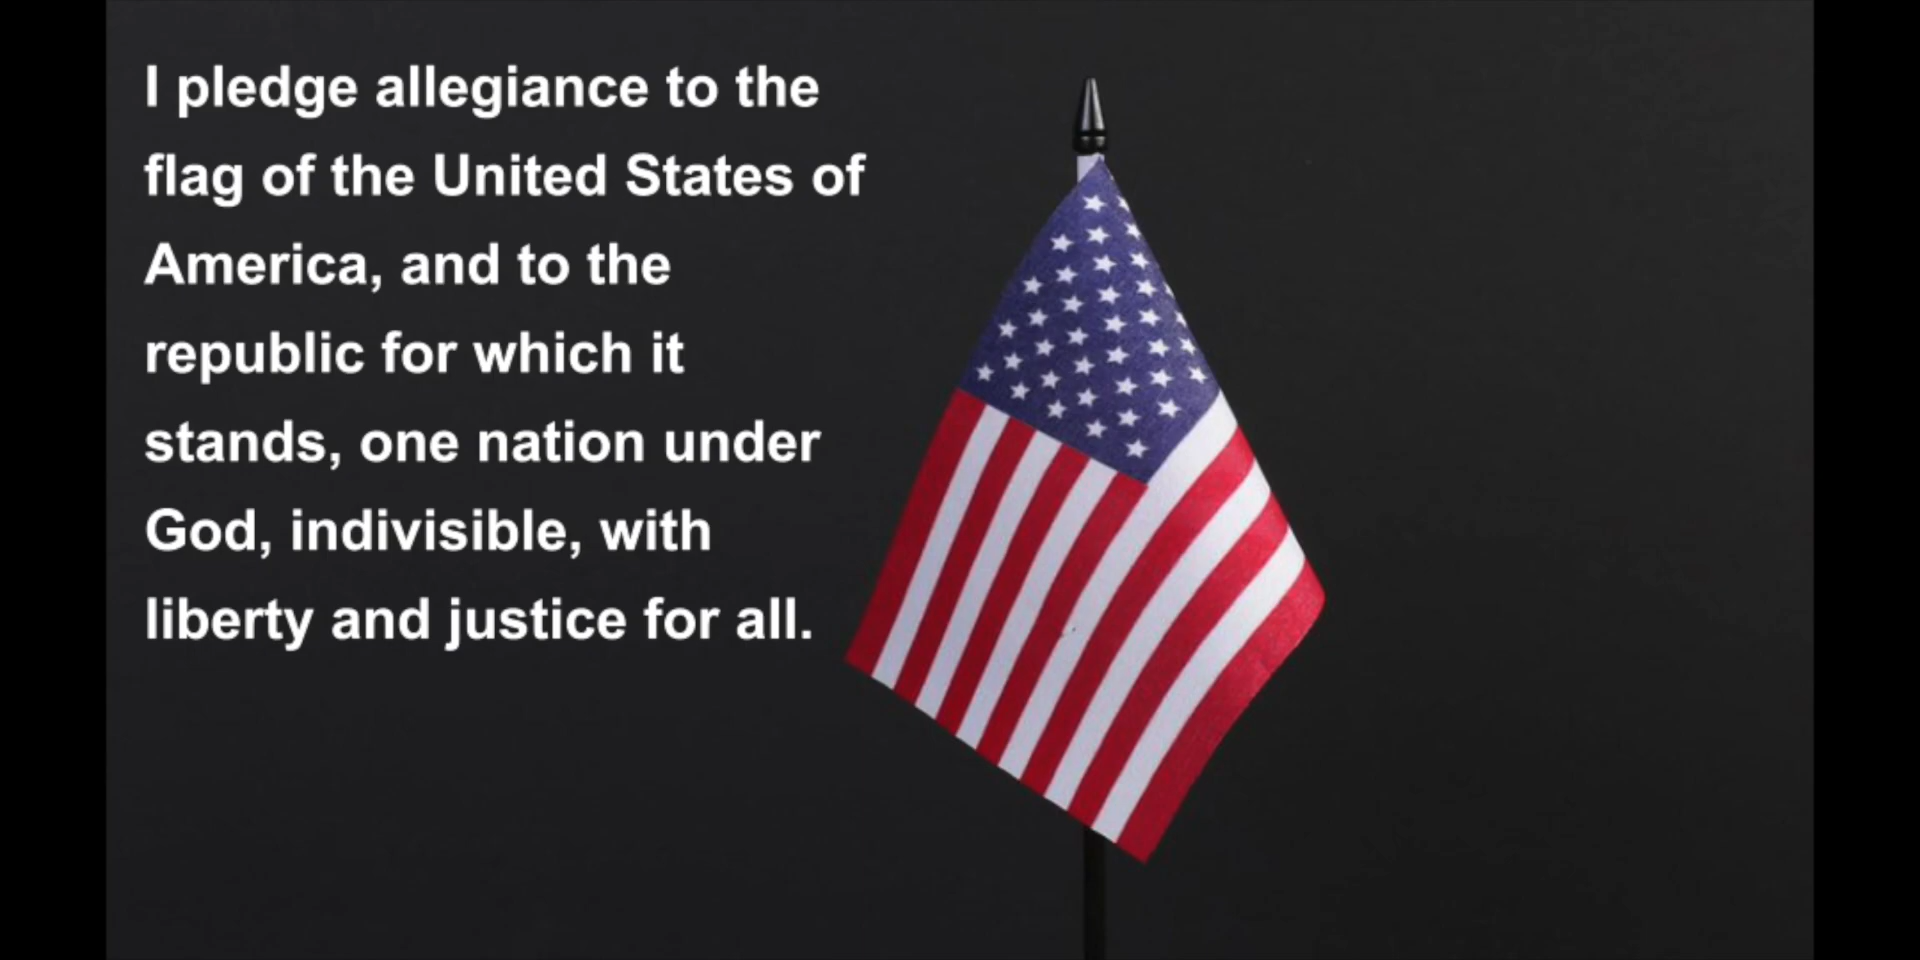 I pledge allegiance to the
flag of the United States of
America, and to the
republic for which it
stands, one nation under
God, indivisible, with
liberty and justice for all.